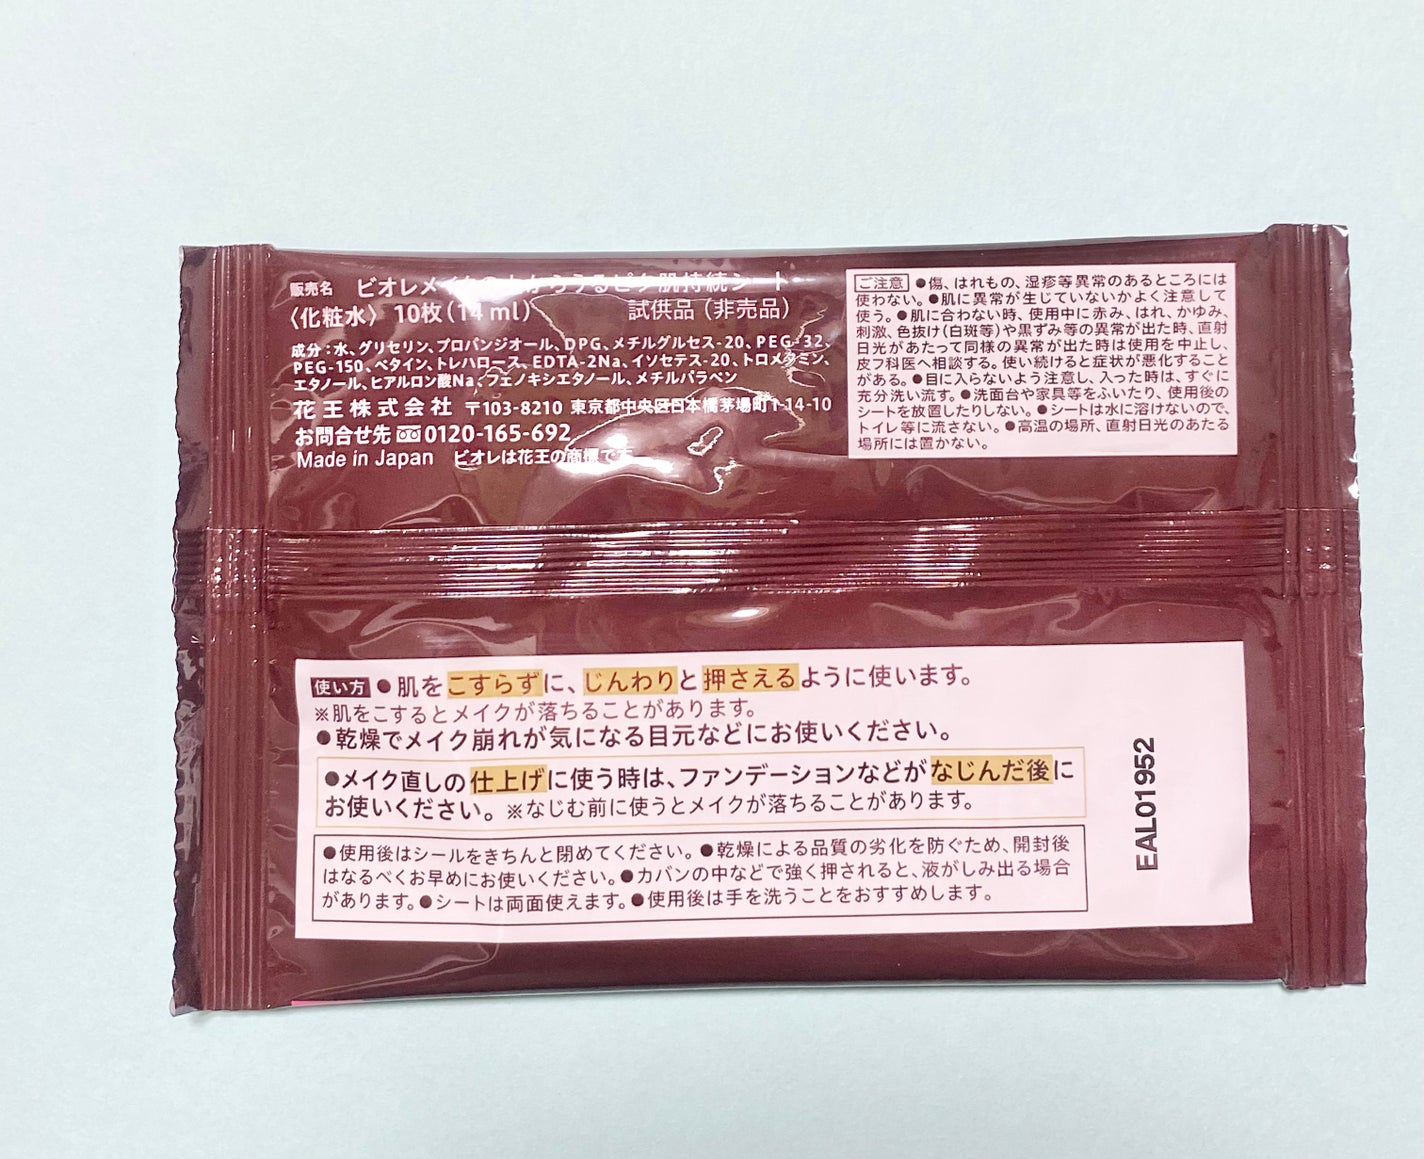 販売名 ビオレメイクの上からうるピタ肌持続シート
〈化粧水〉 10枚(14 ml) 試供品（非売品）
成分：水、グリセリン、プロパンジオール、DPG、メチルグルセス-20、PEG-32、
PEG-150、ベタイン、トレハロース、EDTA-2Na、イソセテス-20、トロメタミン、
エタノール、ヒアルロン酸Na、フェノキシエタノール、メチルパラベン
花王株式会社 〒103-8210 東京都中央区日本橋茅場町1-14-10
お問合せ先 0120-165-692
Made in Japan ビオレは花王の商標です
ご注意 ●傷、はれもの、湿疹等異常のあるところには
使わない。●肌に異常が生じていないかよく注意して
使う。●肌に合わない時、使用中に赤み、はれ、かゆみ、
刺激、色抜け(白斑等)や黒ずみ等の異常が出た時、直射
日光があたって同様の異常が出た時は使用を中止し、
皮フ科医へ相談する。使い続けると症状が悪化すること
がある。●目に入らないよう注意し、入った時は、すぐに
充分洗い流す。●洗面台や家具等をふいたり、使用後の
シートを放置したりしない。●シートは水に溶けないので、
トイレ等に流さない。●高温の場所、直射日光のあたる
場所には置かない。
使い方 ●肌をこすらずに、じんわりと押さえるように使います。
※肌をこするとメイクが落ちることがあります。
●乾燥でメイク崩れが気になる目元などにお使いください。
●メイク直しの仕上げに使う時は、ファンデーションなどがなじんだ後に
お使いください。※なじむ前に使うとメイクが落ちることがあります。
●使用後はシールをきちんと閉めてください。●乾燥による品質の劣化を防ぐため、開封後
はなるべくお早めにお使いください。●カバンの中などで強く押されると、液がしみ出る場合
があります。●シートは両面使えます。●使用後は手を洗うことをおすすめします。
EAL01952